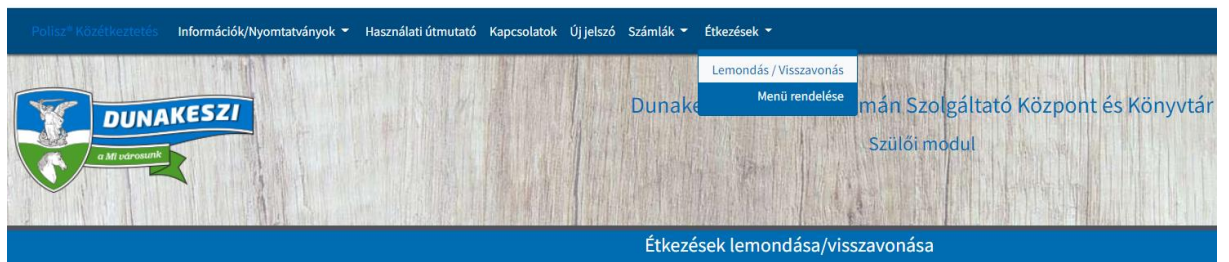 Polisz® Közétkeztetés Információk/Nyomtatványok Használati útmutató Kapcsolatok Új jelszó Számlák Étkezések
Lemondás / Visszavonás
Menü rendelése
DUNAKESZI
a Mi városunk
Dunake mán Szolgáltató Központ és Könyvtár
Szülői modul
Étkezések lemondása/visszavonása